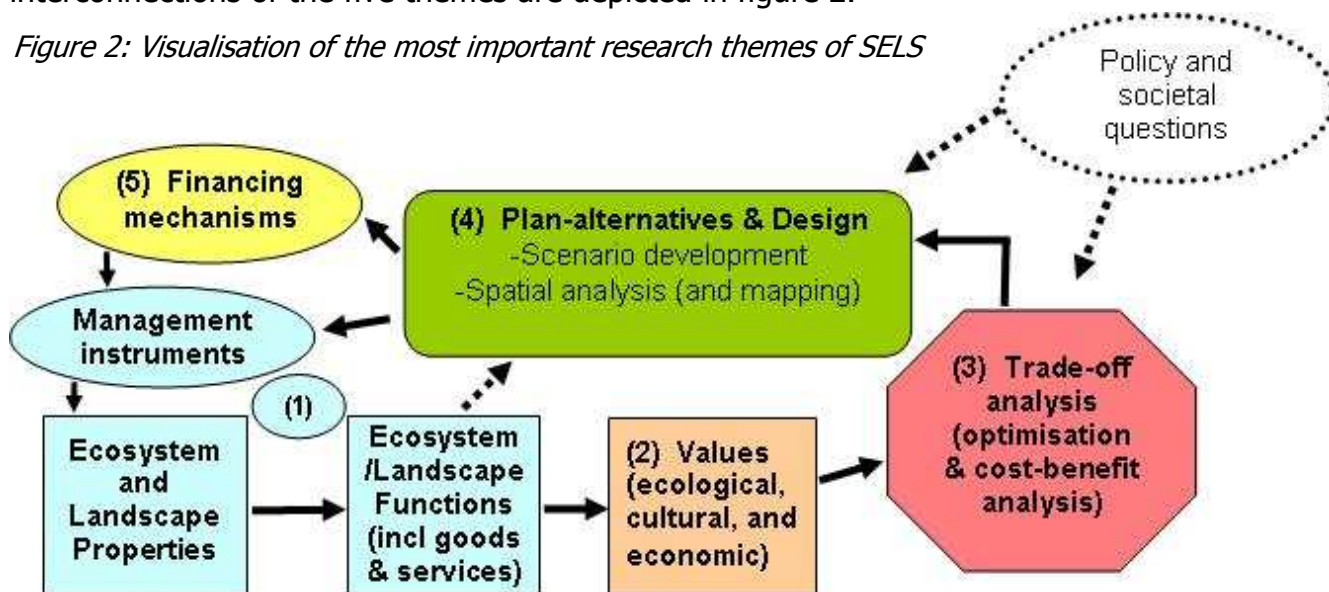 interconnections of the five themes are depicted in figure 2.
Figure 2: Visualisation of the most important research themes of SELS
Policy and
societal
questions
(5) Financing
mechanisms
(4) Plan-alternatives & Design
-Scenario development
-Spatial analysis (and mapping)
Management
instruments
(1)
(3) Trade-off
analysis
(optimisation
& cost-benefit
analysis)
Ecosystem
and
Landscape
Properties
Ecosystem
/Landscape
Functions
(incl goods
& services)
(2) Values
(ecological,
cultural, and
economic)